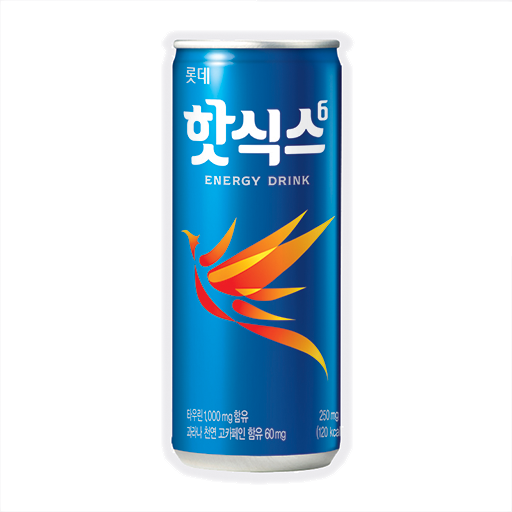 롯데
핫식스6
ENERGY DRINK
타우린 1,000 mg 함유
과라나 천연 고카페인 함유 60 mg
250 mg
(120 kcal